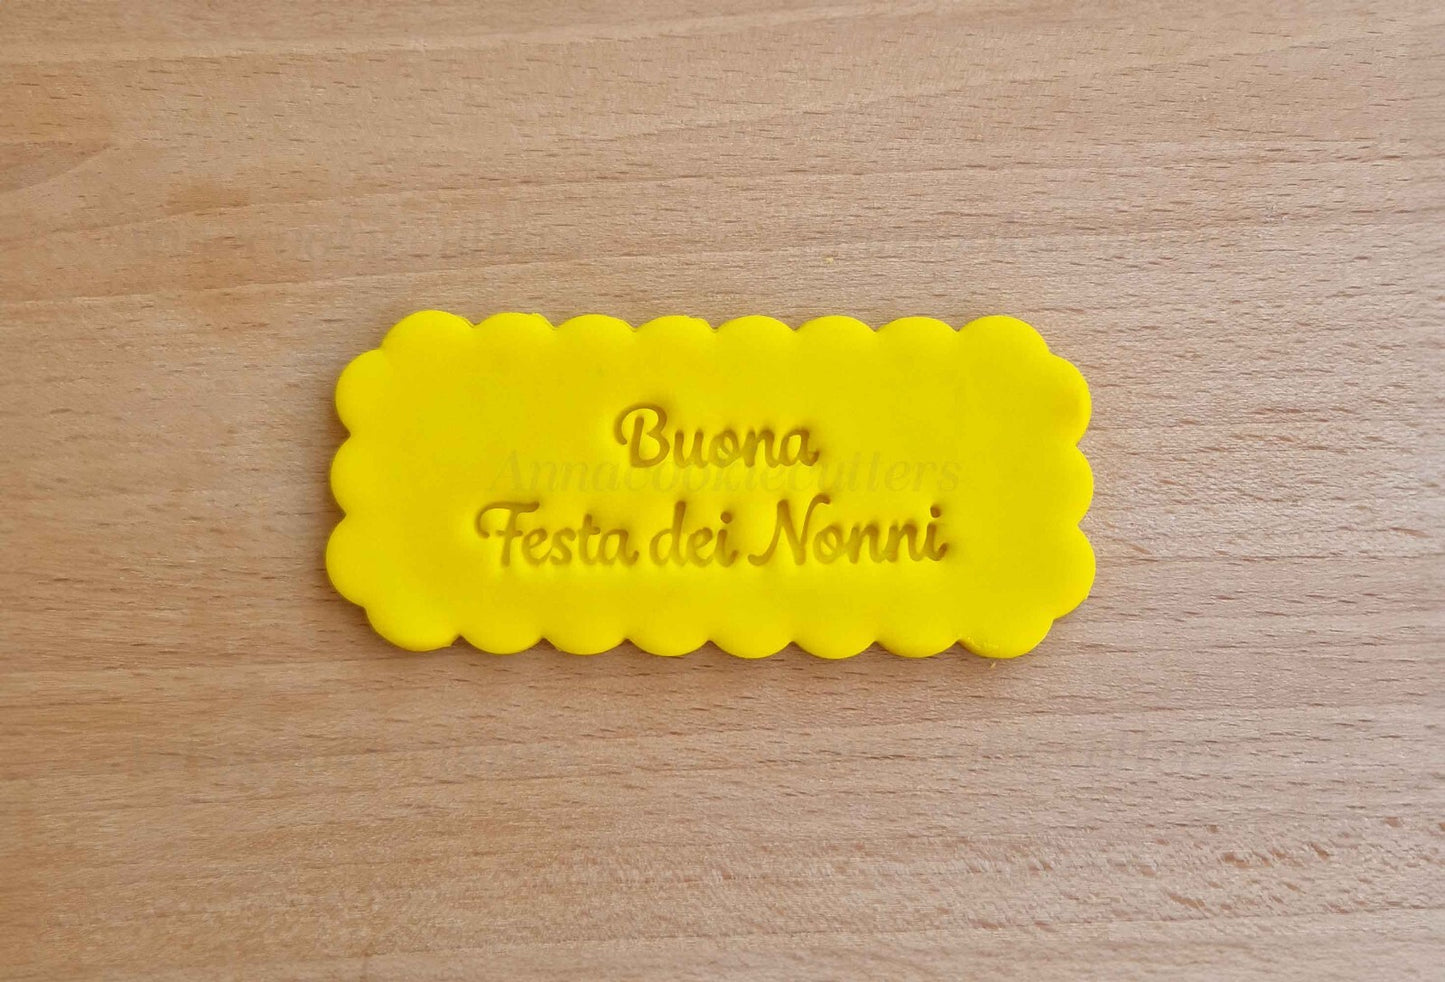 Buona
Annacookiecutters
Festa dei Nonni